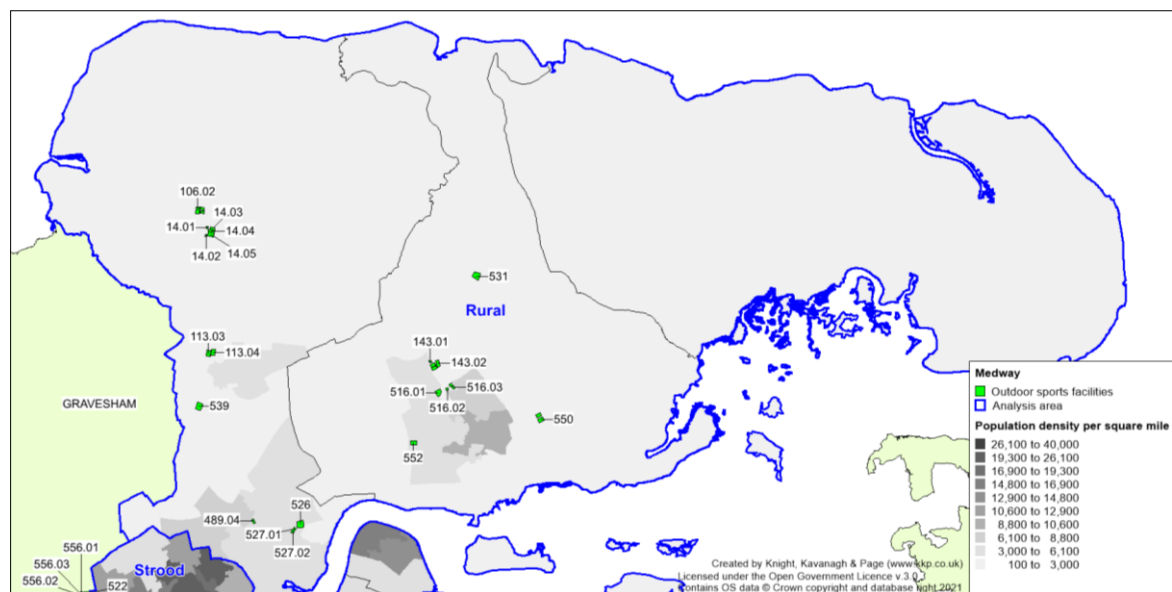 106.02
14.03
14.01
14.04
14.02
14.05
531
Rural
113.03
113.04
143.01
143.02
GRAVESHAM
516.03
516.01
516.02
539
550
552
526
489.04
527.01
527.02
556.01
556.03
556.02
522
Strood
Medway
Outdoor sports facilities
Analysis area
Population density per square mile
26,100 to 40,000
19,300 to 26,100
16,900 to 19,300
14,800 to 16,900
12,900 to 14,800
10,600 to 12,900
8,800 to 10,600
6,100 to 8,800
3,000 to 6,100
100 to 3,000
Created by Knight, Kavanagh & Page (www.kkp.co.uk)
Licensed under the Open Government Licence v.3.0.
Contains OS data © Crown copyright and database right 2021